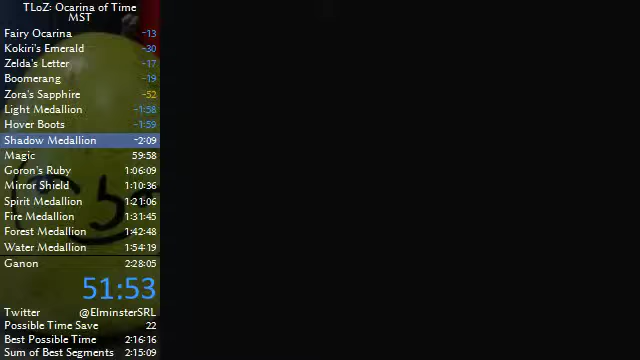 TLoZ: Ocarina of Time
MST
Fairy Ocarina -13
Kokiri's Emerald -30
Zelda's Letter -17
Boomerang -19
Zora's Sapphire -52
Light Medallion -1:58
Hover Boots -1:59
Shadow Medallion -2:09
Magic 59:58
Goron's Ruby 1:06:09
Mirror Shield 1:10:36
Spirit Medallion 1:21:06
Fire Medallion 1:31:45
Forest Medallion 1:42:48
Water Medallion 1:54:19
Ganon 2:28:05
51:53
Twitter @ElminsterSRL
Possible Time Save 22
Best Possible Time 2:16:16
Sum of Best Segments 2:15:09